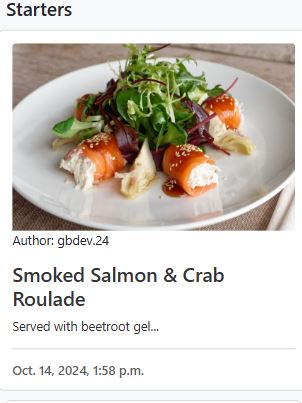 Starters
Author: gbdev.24
Smoked Salmon & Crab
Roulade
Served with beetroot gel...
Oct. 14, 2024, 1:58 p.m.